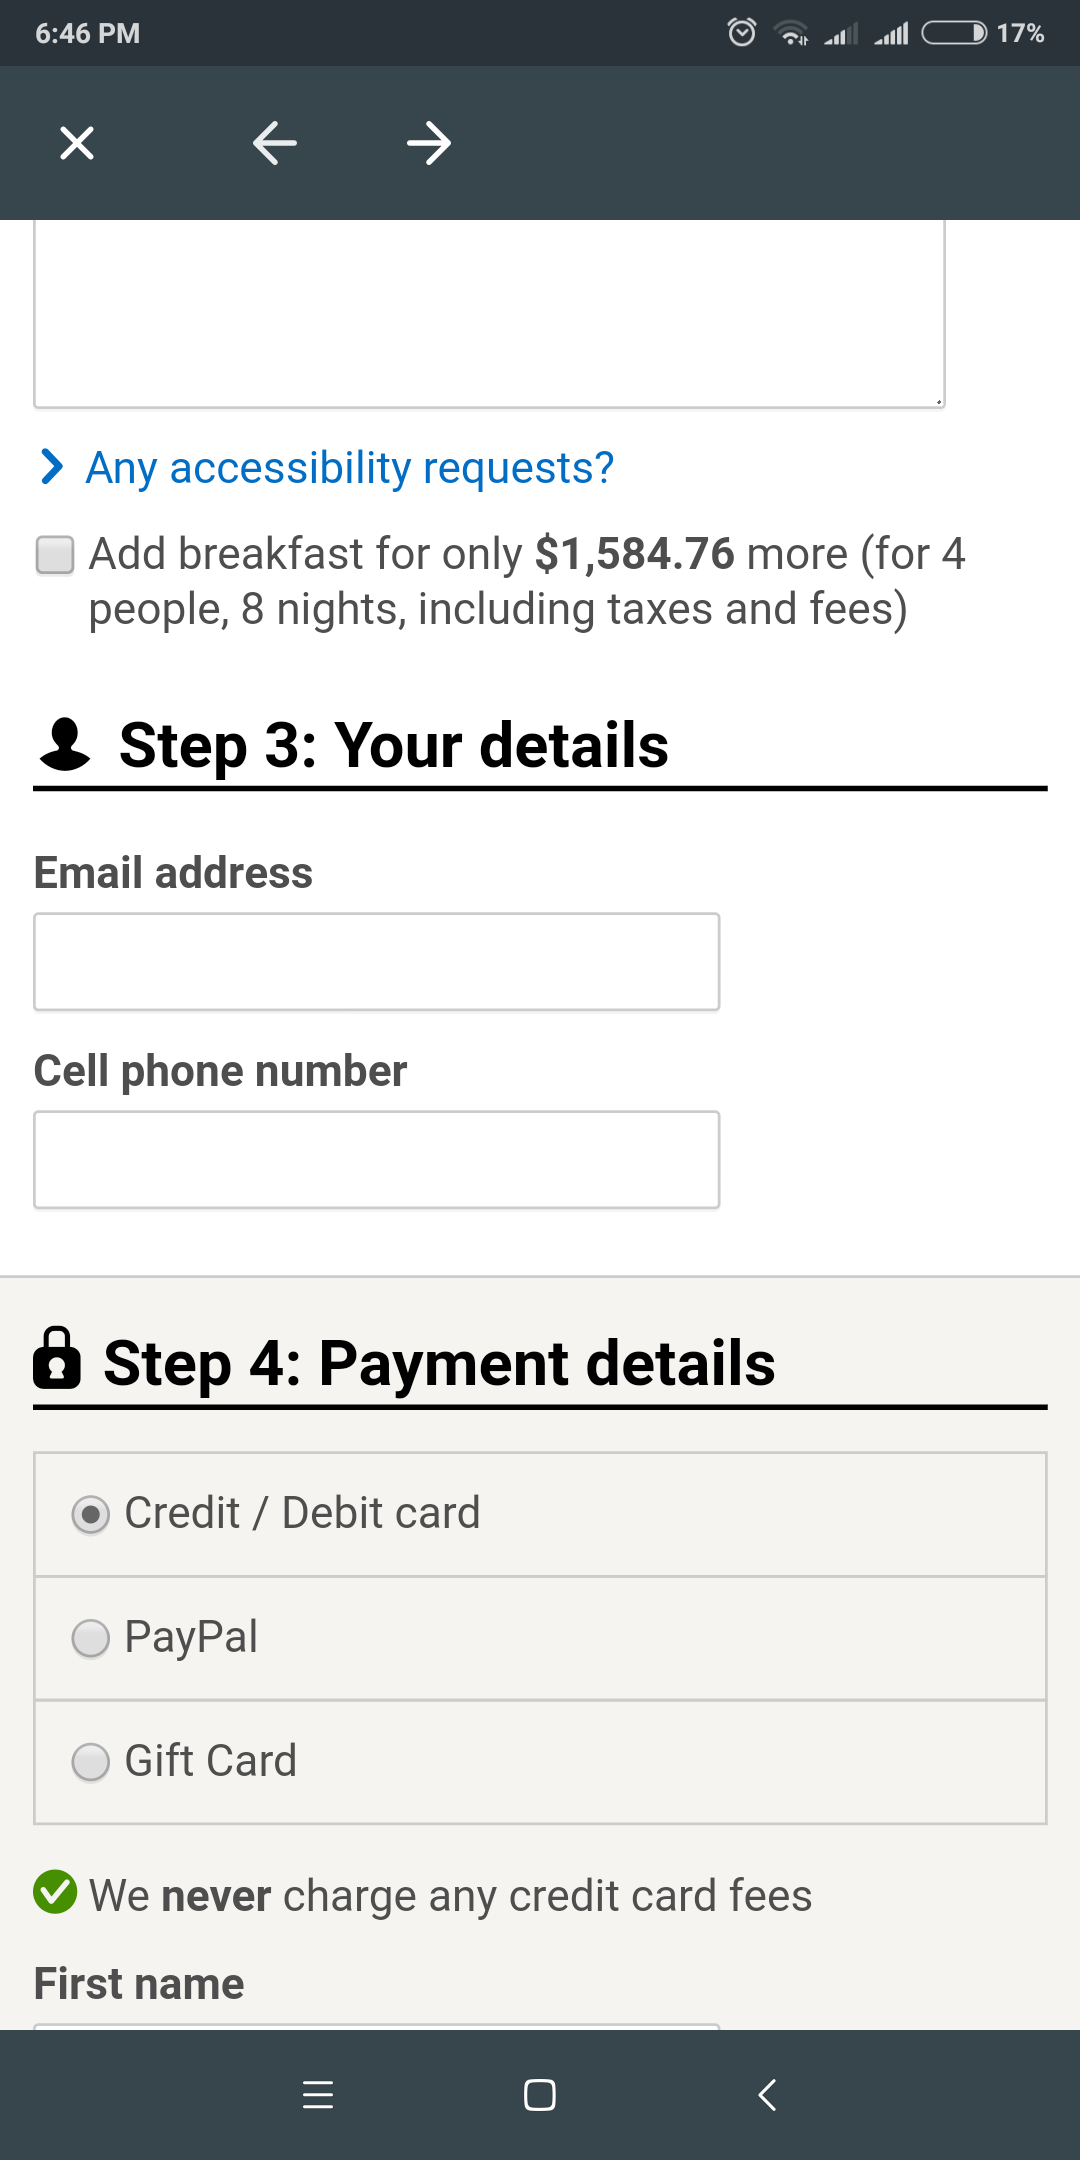 6:46 PM
17%
Any accessibility requests?
Add breakfast for only $1,584.76 more (for 4
people, 8 nights, including taxes and fees)
Step 3: Your details
Email address
Cell phone number
Step 4: Payment details
Credit / Debit card
PayPal
Gift Card
We never charge any credit card fees
First name